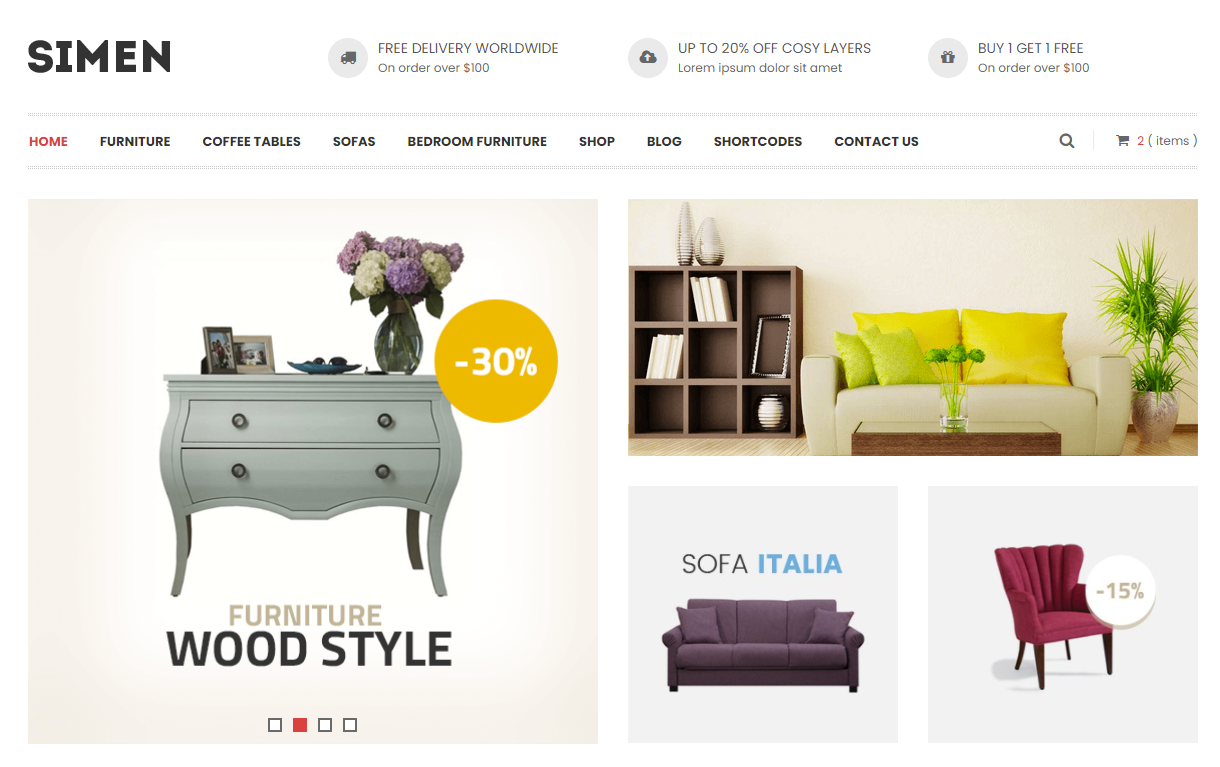 SIMEN
FREE DELIVERY WORLDWIDE
On order over $100
UP TO 20% OFF COSY LAYERS
Lorem ipsum dolor sit amet
BUY 1 GET 1 FREE
On order over $100
HOME FURNITURE COFFEE TABLES SOFAS BEDROOM FURNITURE SHOP BLOG SHORTCODES CONTACT US 2 ( items )
-30%
FURNITURE
WOOD STYLE
SOFA ITALIA
-15%